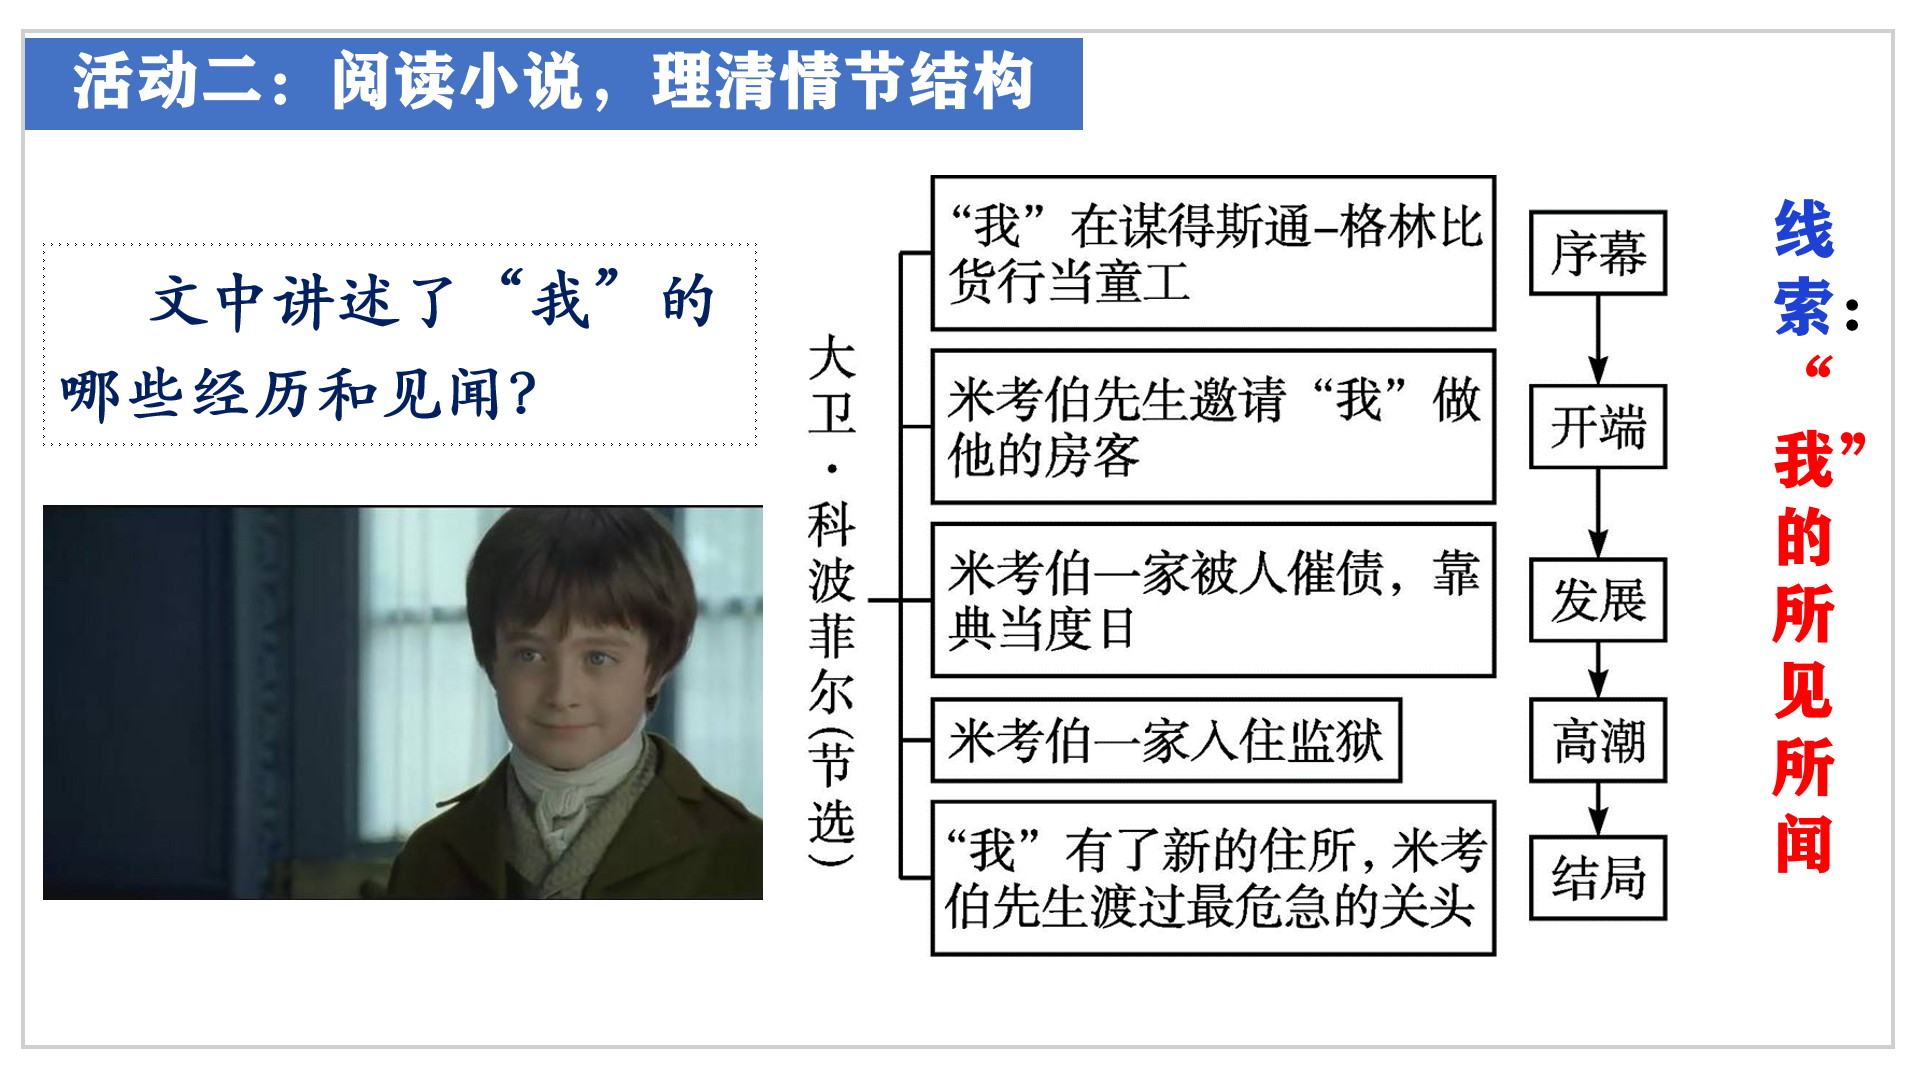 活动二：阅读小说，理清情节结构
文中讲述了“我”的
哪些经历和见闻？
大卫·科波菲尔(节选)
“我”在谋得斯通-格林比
货行当童工
米考伯先生邀请“我”做
他的房客
米考伯一家被人催债，靠
典当度日
米考伯一家入住监狱
“我”有了新的住所，米考
伯先生渡过最危急的关头
序幕
开端
发展
高潮
结局
线索：“我”的所见所闻